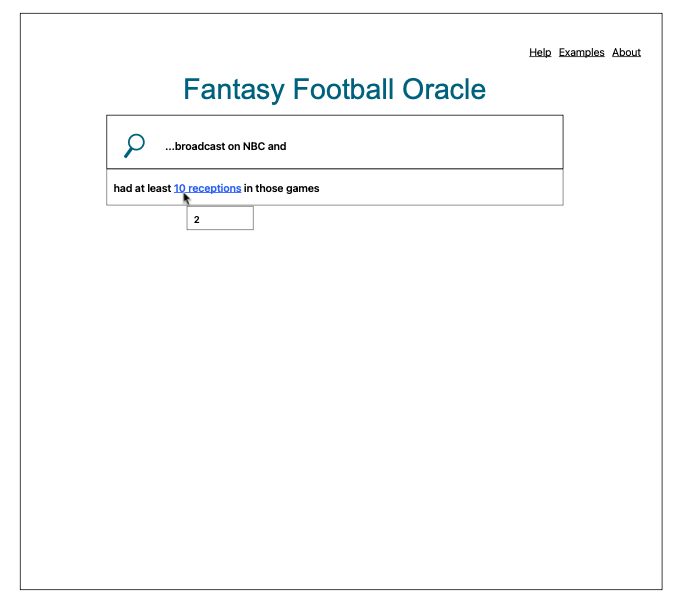 Help Examples About
Fantasy Football Oracle
...broadcast on NBC and
had at least 10 receptions in those games
2